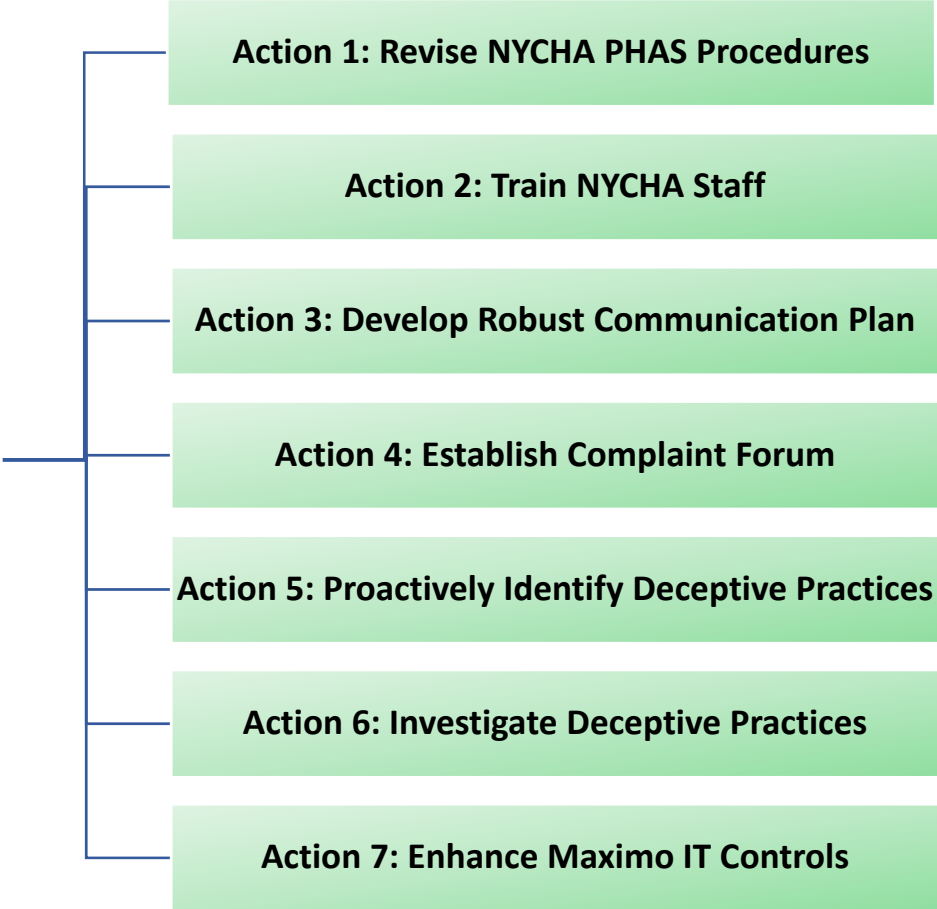 Action 1: Revise NYCHA PHAS Procedures
Action 2: Train NYCHA Staff
Action 3: Develop Robust Communication Plan
Action 4: Establish Complaint Forum
Action 5: Proactively Identify Deceptive Practices
Action 6: Investigate Deceptive Practices
Action 7: Enhance Maximo IT Controls